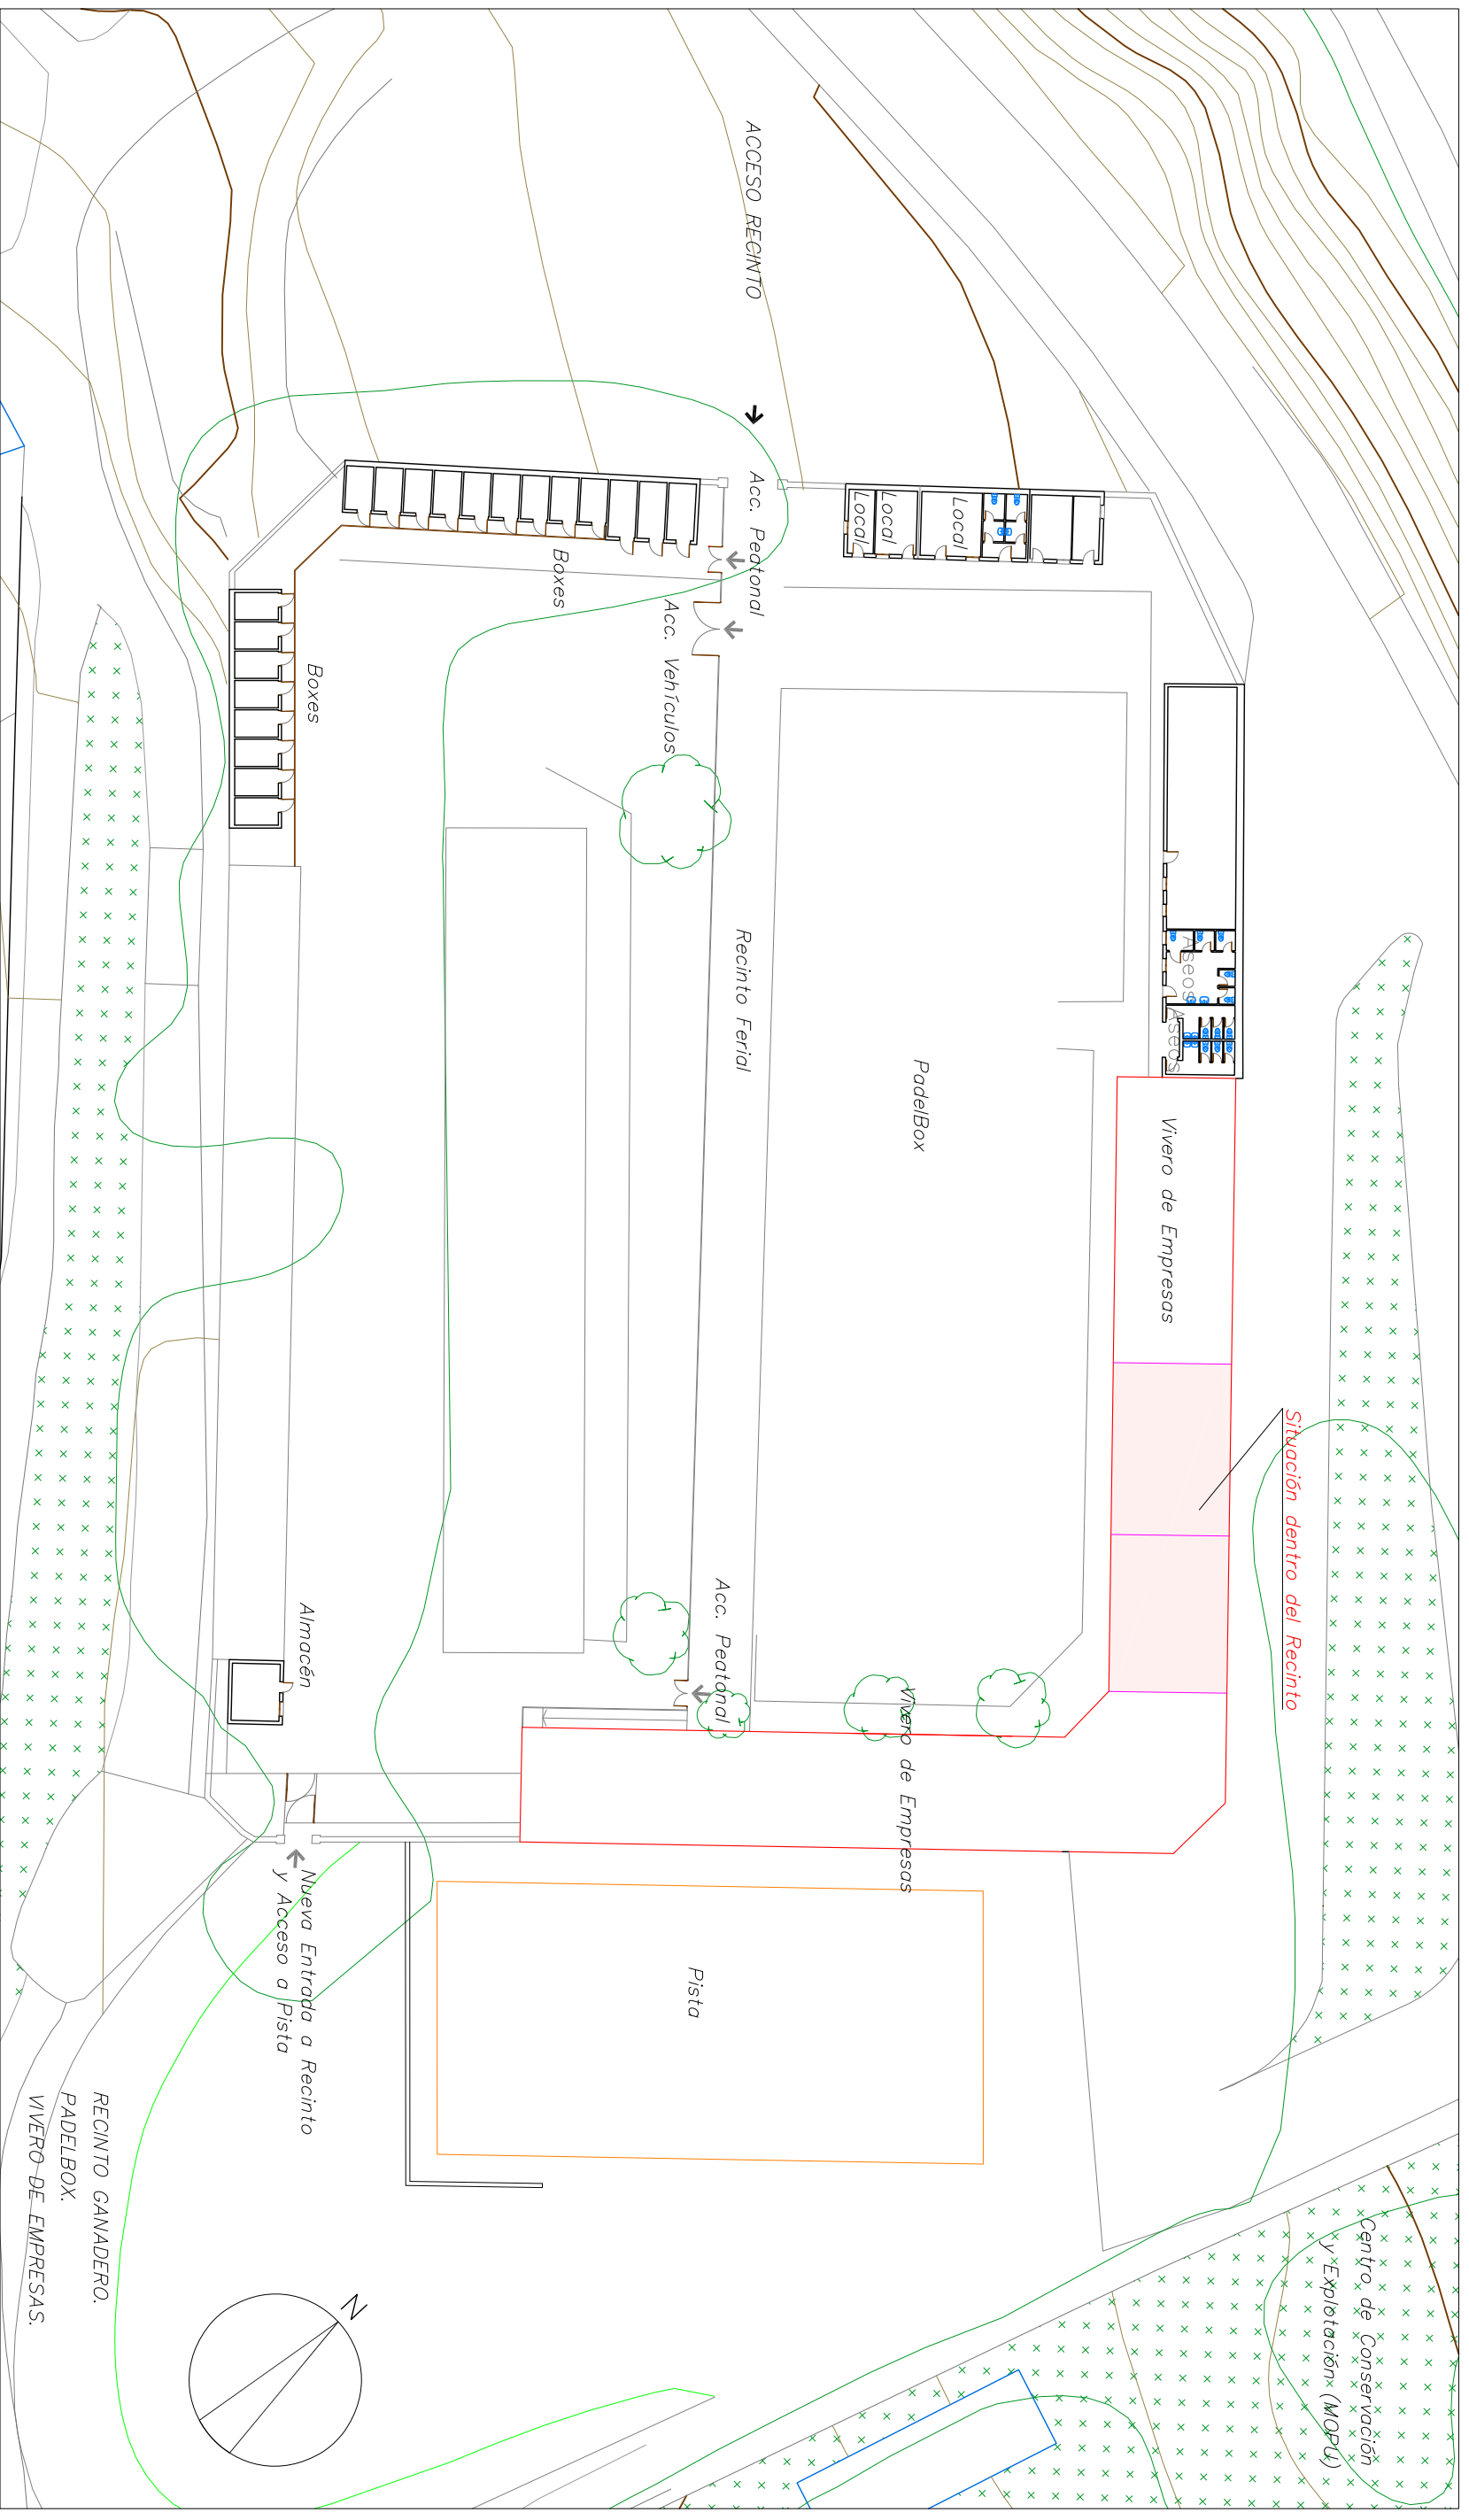 Centro de Conservación
y Explotación (MOPU)
Situación dentro del Recinto
Aseos
Aseos
Vivero de Empresas
Local
Local
Local
PadelBox
Vivero de Empresas
ACCESO RECINTO
Acc. Peatonal
Recinto Ferial
Acc. Peatonal
Acc. Vehículos
Pista
Boxes
Boxes
Almacén
Nueva Entrada a Recinto
y Acceso a Pista
N
RECINTO GANADERO.
PADELBOX.
VIVERO DE EMPRESAS.